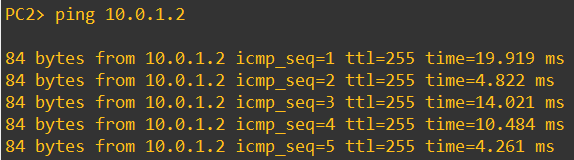 PC2> ping 10.0.1.2
84 bytes from 10.0.1.2 icmp_seq=1 ttl=255 time=19.919 ms
84 bytes from 10.0.1.2 icmp_seq=2 ttl=255 time=4.822 ms
84 bytes from 10.0.1.2 icmp_seq=3 ttl=255 time=14.021 ms
84 bytes from 10.0.1.2 icmp_seq=4 ttl=255 time=10.484 ms
84 bytes from 10.0.1.2 icmp_seq=5 ttl=255 time=4.261 ms